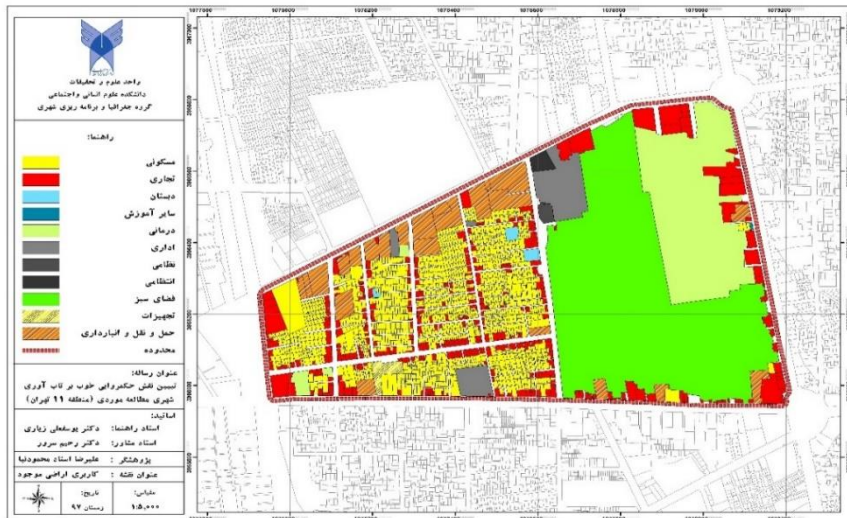 واحد علوم و تحقیقات
دانشکده علوم انسانی و اجتماعی
گروه جغرافیا و برنامه ریزی شهری
راهنما:
مسکونی
تجاری
دبستان
سایر آموزش
درمانی
اداری
نظامی
انتظامی
فضای سبز
تجهیزات
حمل و نقل و انبارداری
محدوده
عنوان رساله:
تبیین نقش حکمروایی خوب بر تاب آوری
شهری مطالعه موردی (منطقه ۱۱ تهران)
اساتید:
استاد راهنما: دکتر یوسفعلی زیاری
استاد مشاور: دکتر رحیم سرور
پژوهشگر : علیرضا استاد محمودنیا
عنوان نقشه : کاربری اراضی موجود
تاریخ: مقیاس:
زمستان ۹۷ ۱:۵,۰۰۰